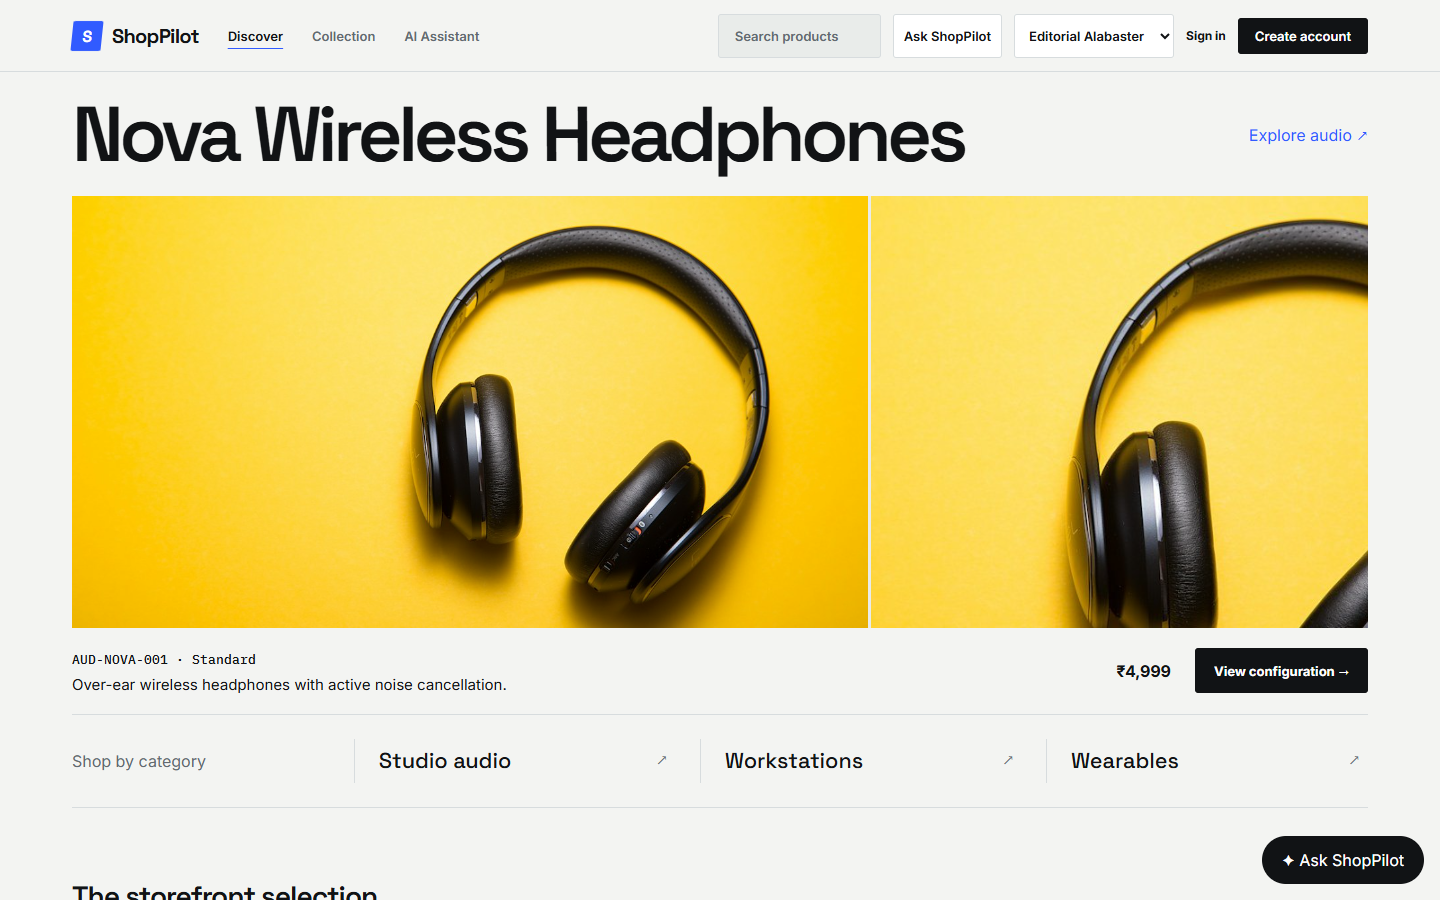 S ShopPilot
Discover
Collection
AI Assistant
Search products
Ask ShopPilot
Editorial Alabaster
Sign in
Create account
Nova Wireless Headphones
Explore audio ↗
AUD-NOVA-001 · Standard
Over-ear wireless headphones with active noise cancellation.
₹4,999
View configuration →
Shop by category
Studio audio ↗
Workstations ↗
Wearables ↗
✦ Ask ShopPilot
The storefront selection